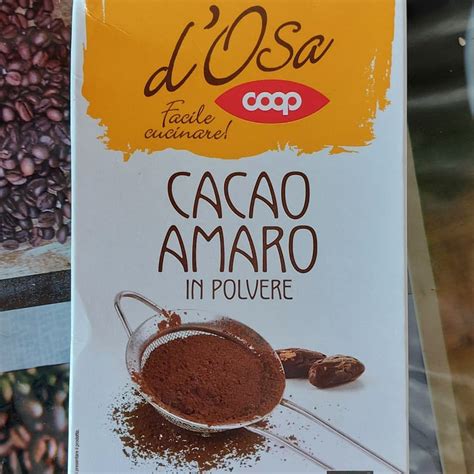 d'Osa
coop
Facile
cucinare!
CACAO
AMARO
IN POLVERE